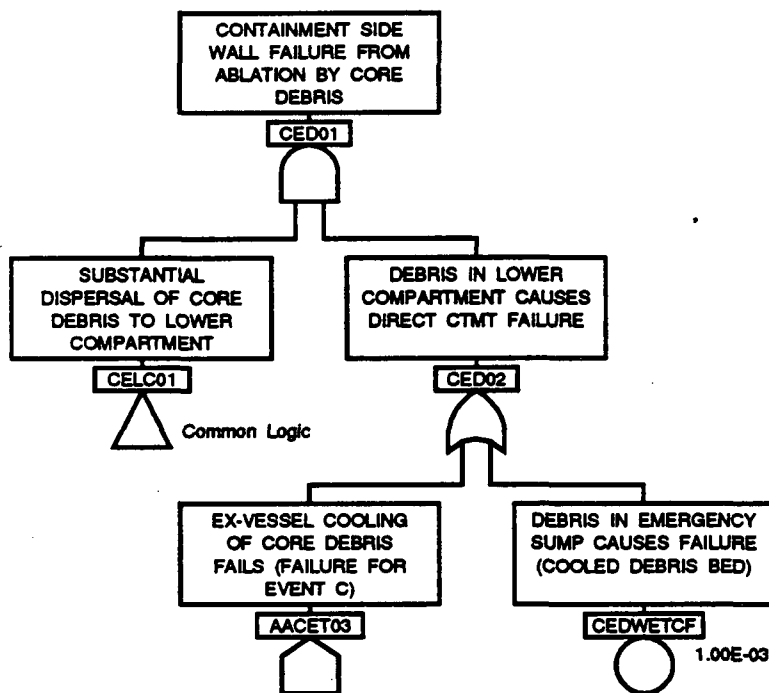 CONTAINMENT SIDE
WALL FAILURE FROM
ABLATION BY CORE
DEBRIS
CED01
SUBSTANTIAL
DISPERSAL OF CORE
DEBRIS TO LOWER
COMPARTMENT
CELC01
Common Logic
DEBRIS IN LOWER
COMPARTMENT CAUSES
DIRECT CTMT FAILURE
CED02
EX-VESSEL COOLING
OF CORE DEBRIS
FAILS (FAILURE FOR
EVENT C)
AACET03
DEBRIS IN EMERGENCY
SUMP CAUSES FAILURE
(COOLED DEBRIS BED)
CEDWETCF
1.00E-03